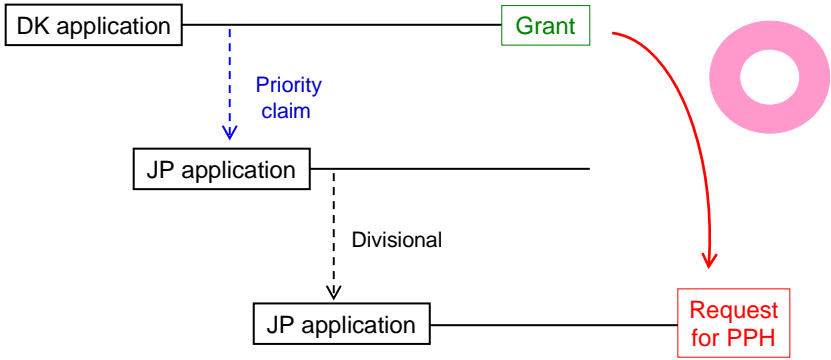 DK application
Grant
Priority
claim
JP application
Divisional
JP application
Request
for PPH